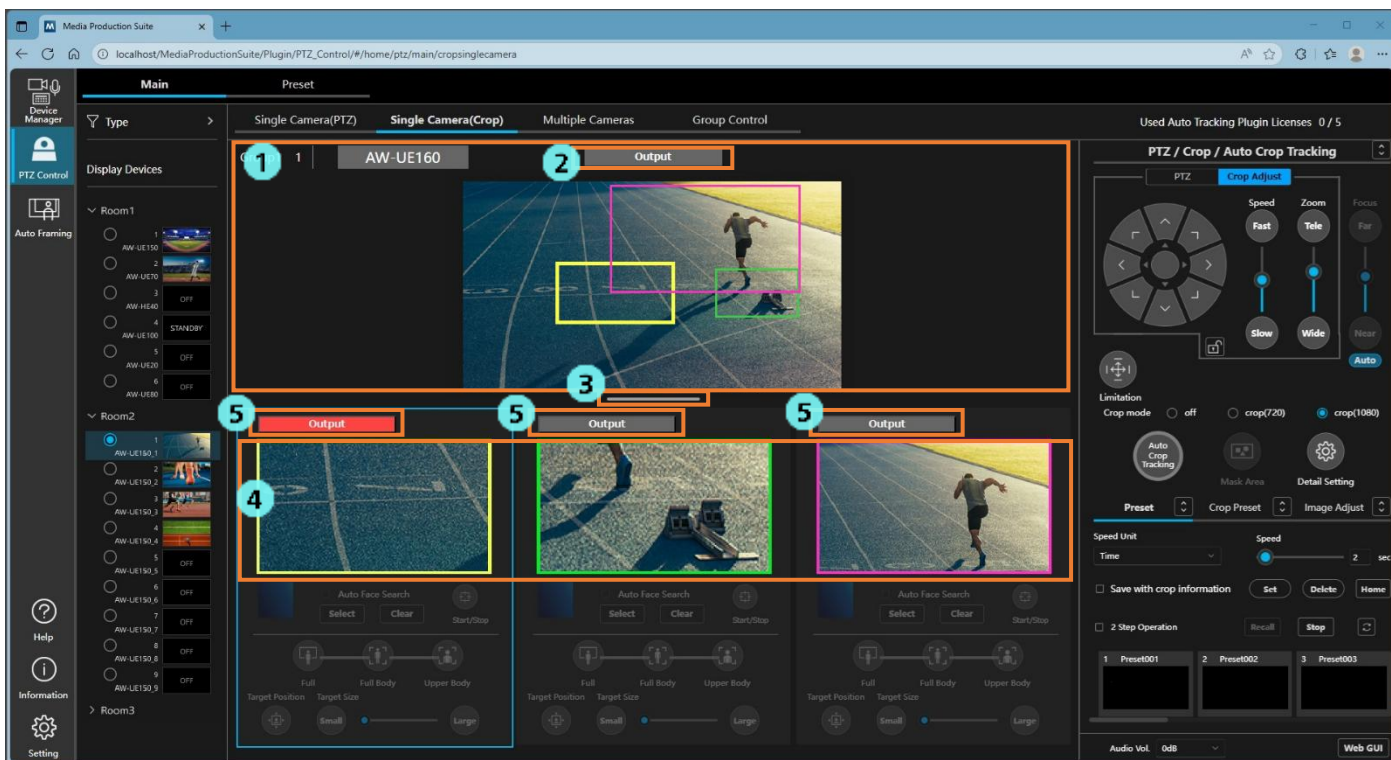 Media Production Suite
localhost/MediaProductionSuite/Plugin/PTZ_Control/#/home/ptz/main/cropsinglecamera
Device
Manager
PTZ Control
Auto Framing
Help
Information
Setting
Main
Preset
Type
Display Devices
Room1
1
AW-UE150
2
AW-UE70
3
AW-HE40
OFF
4
AW-UE100
STANDBY
5
AW-UE20
OFF
6
AW-UE80
OFF
Room2
1
AW-UE150_1
2
AW-UE150_2
3
AW-UE150_3
4
AW-UE150_4
5
AW-UE150_5
OFF
6
AW-UE150_6
OFF
7
AW-UE150_7
OFF
8
AW-UE150_8
OFF
9
AW-UE150_9
OFF
Room3
Single Camera(PTZ)
Single Camera(Crop)
Multiple Cameras
Group Control
1
1
AW-UE160
2
Output
3
5
Output
5
Output
5
Output
4
Auto Face Search
Select
Clear
Start/Stop
Full
Full Body
Upper Body
Target Position
Target Size
Small
Large
Auto Face Search
Select
Clear
Start/Stop
Full
Full Body
Upper Body
Target Position
Target Size
Small
Large
Auto Face Search
Select
Clear
Start/Stop
Full
Full Body
Upper Body
Target Position
Target Size
Small
Large
Used Auto Tracking Plugin Licenses 0 / 5
PTZ / Crop / Auto Crop Tracking
PTZ
Crop Adjust
Speed
Zoom
Focus
Fast
Tele
Far
Slow
Wide
Near
Auto
Limitation
Crop mode
off
crop(720)
crop(1080)
Auto
Crop
Tracking
Mask Area
Detail Setting
Preset
Crop Preset
Image Adjust
Speed Unit
Speed
Time
2
sec
Save with crop information
Set
Delete
Home
2 Step Operation
Recall
Stop
1 Preset001
2 Preset002
3 Preset003
Audio Vol.
0dB
Web GUI